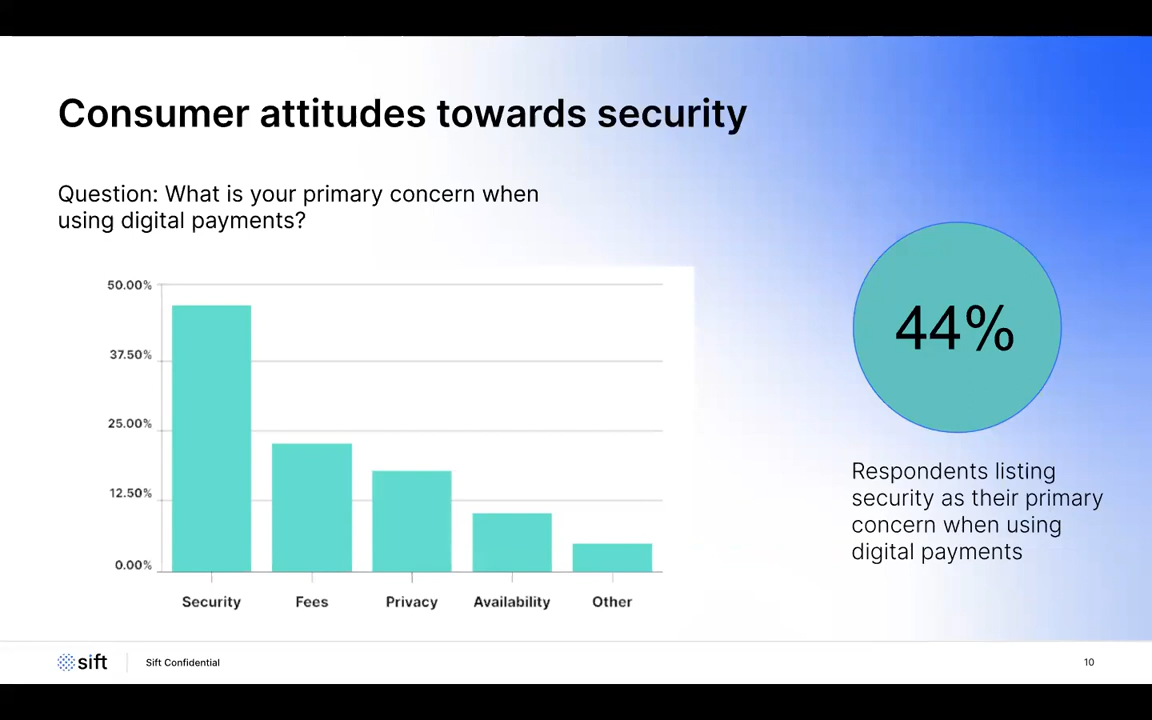 Consumer attitudes towards security
Question: What is your primary concern when
using digital payments?
50.00%
37.50%
25.00%
12.50%
0.00%
Security
Fees
Privacy
Availability
Other
44%
Respondents listing
security as their primary
concern when using
digital payments
sift
Sift Confidential
10